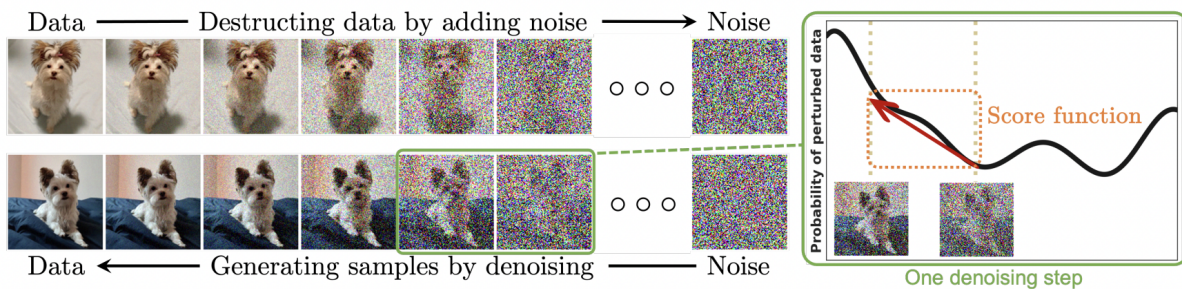 Data Destructing data by adding noise Noise
Data Generating samples by denoising Noise
Probability of perturbed data
Score function
One denoising step